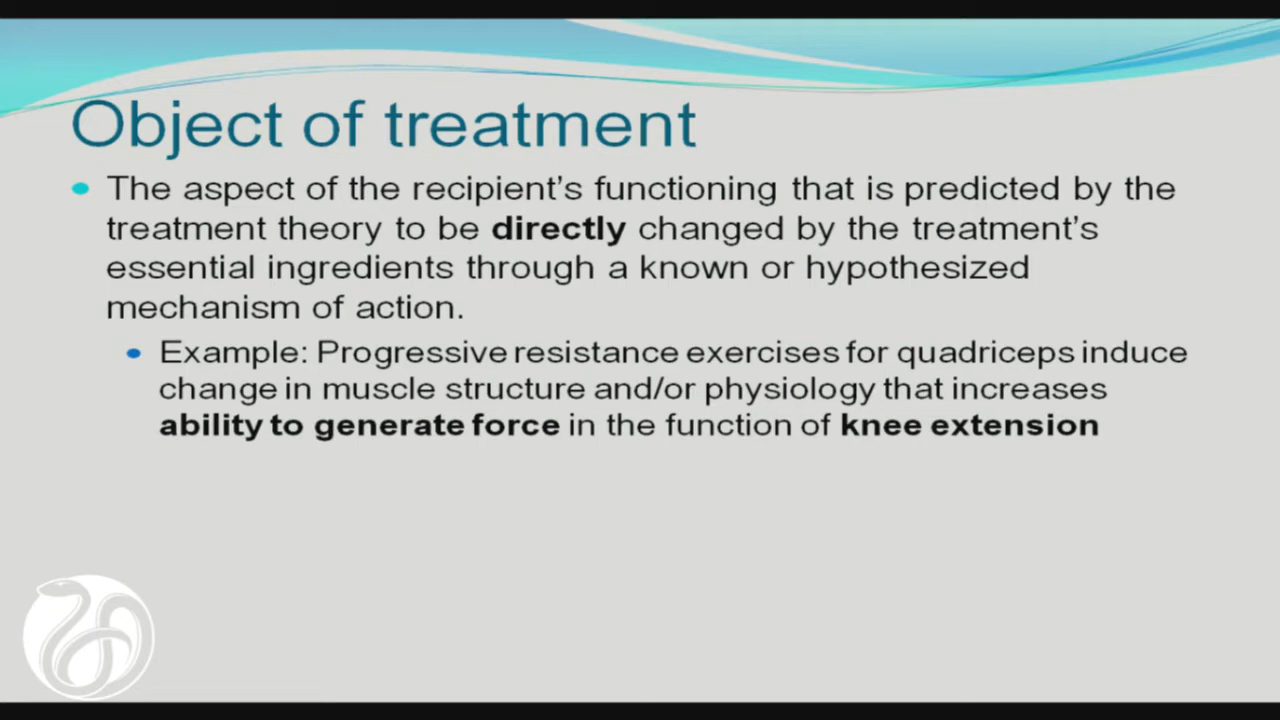 Object of treatment
The aspect of the recipient's functioning that is predicted by the
treatment theory to be directly changed by the treatment's
essential ingredients through a known or hypothesized
mechanism of action.
Example: Progressive resistance exercises for quadriceps induce
change in muscle structure and/or physiology that increases
ability to generate force in the function of knee extension